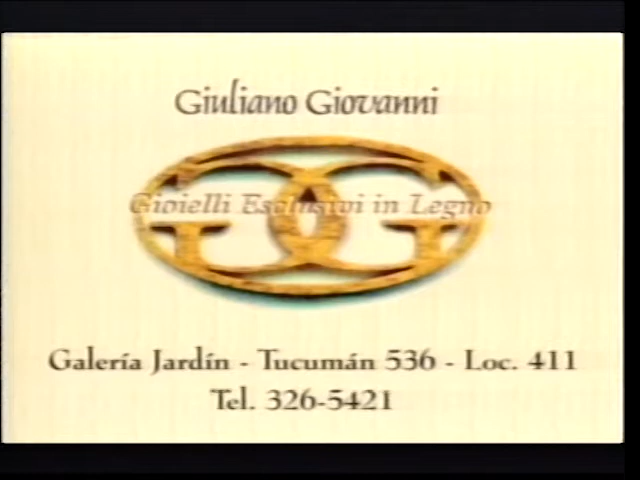 Giuliano Giovanni
Gioielli Esclusivi in Legno
Galería Jardín - Tucumán 536 - Loc. 411
Tel. 326-5421